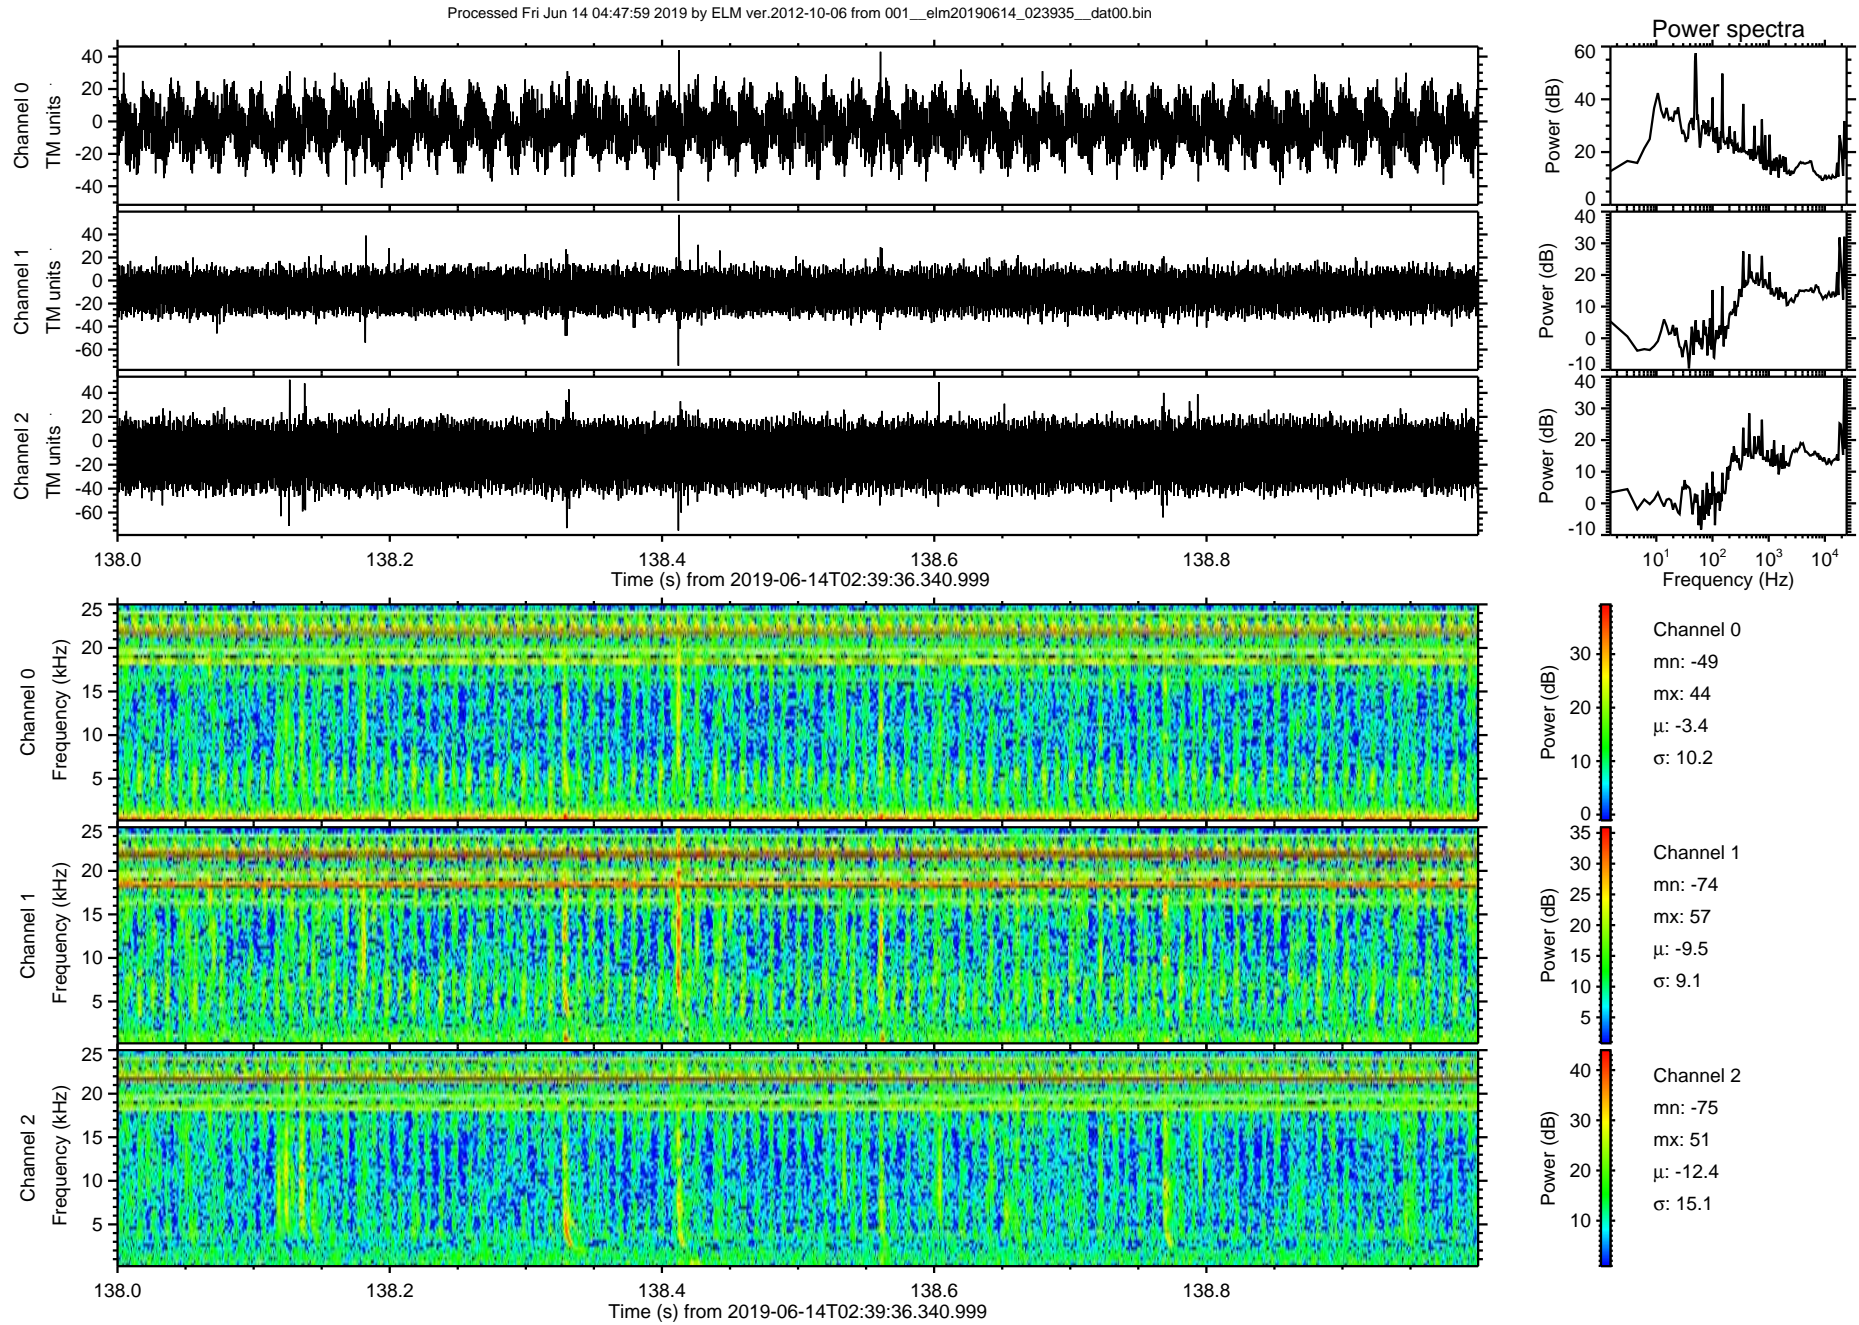 Processed Fri Jun 14 04:47:59 2019 by ELM ver.2012-10-06 from 001__elm20190614_023935__dat00.bin
Power spectra
Channel 0
TM units
40
20
0
-20
-40
Power (dB)
60
40
20
0
Channel 1
TM units
40
20
0
-20
-40
-60
Power (dB)
40
30
20
10
0
-10
Channel 2
TM units
40
20
0
-20
-40
-60
Power (dB)
40
30
20
10
0
-10
138.0 138.2 138.4 138.6 138.8
Time (s) from 2019-06-14T02:39:36.340.999
10^1 10^2 10^3 10^4
Frequency (Hz)
Channel 0
Frequency (kHz)
25
20
15
10
5
Power (dB)
30
20
10
0
Channel 0
mn: -49
mx: 44
μ: -3.4
σ: 10.2
Channel 1
Frequency (kHz)
25
20
15
10
5
Power (dB)
35
30
25
20
15
10
5
Channel 1
mn: -74
mx: 57
μ: -9.5
σ: 9.1
Channel 2
Frequency (kHz)
25
20
15
10
5
Power (dB)
40
30
20
10
Channel 2
mn: -75
mx: 51
μ: -12.4
σ: 15.1
138.0 138.2 138.4 138.6 138.8
Time (s) from 2019-06-14T02:39:36.340.999